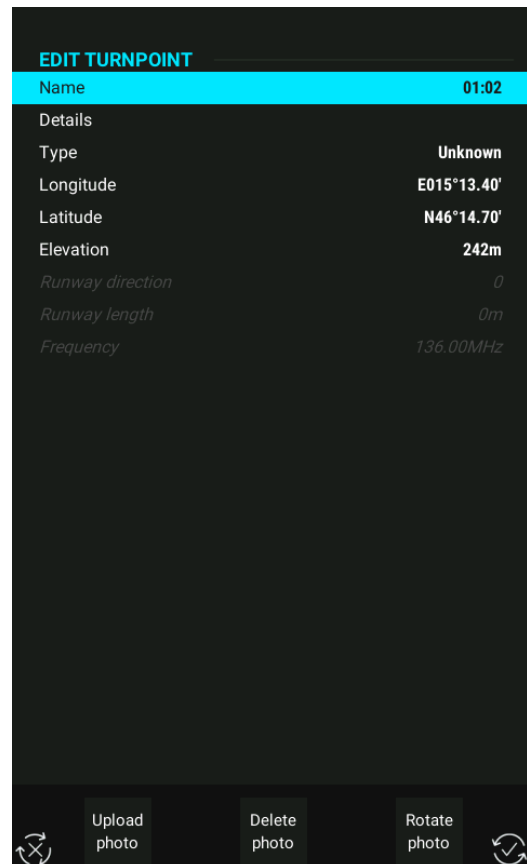 EDIT TURNPOINT
Name 01:02
Details
Type Unknown
Longitude E015°13.40'
Latitude N46°14.70'
Elevation 242m
Runway direction 0
Runway length 0m
Frequency 136.00MHz
Upload photo
Delete photo
Rotate photo